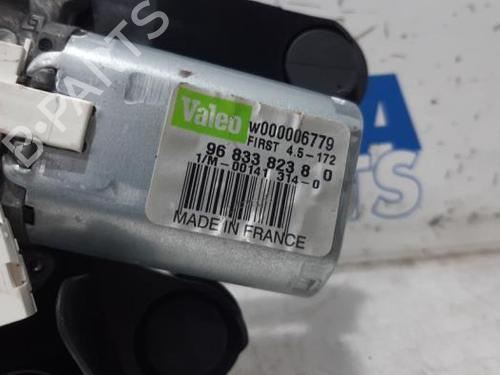 B-PARTS
Valeo
W000006779
FIRST 4.5-172
96 833 823 8 0
1/M-00141 314-0
MADE IN FRANCE